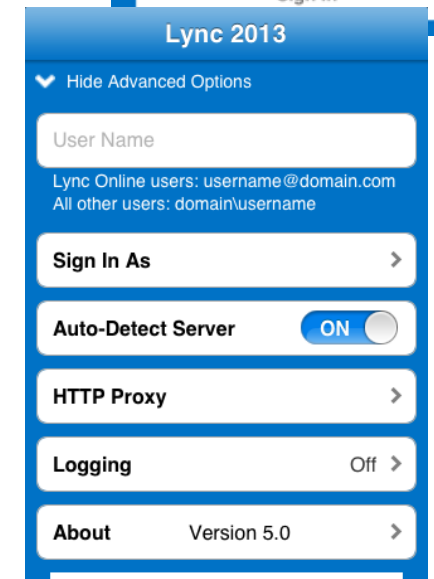 Lync 2013
Hide Advanced Options
User Name
Lync Online users: username@domain.com
All other users: domain\username
Sign In As
Auto-Detect Server ON
HTTP Proxy
Logging Off
About Version 5.0